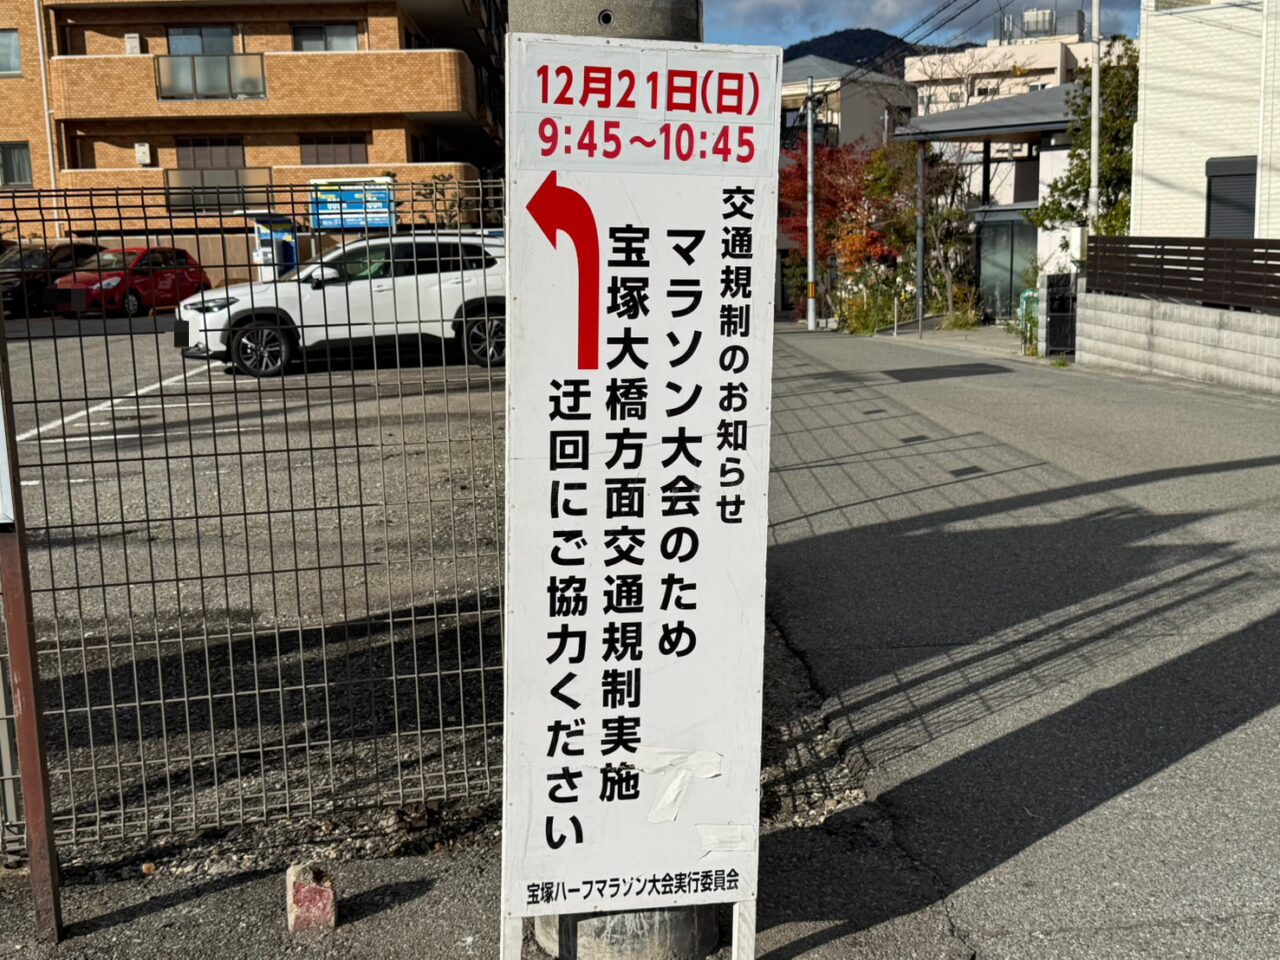 12月21日(日)
9:45～10:45
交通規制のお知らせ
マラソン大会のため
宝塚大橋方面交通規制実施
迂回にご協力ください
宝塚ハーフマラソン大会実行委員会